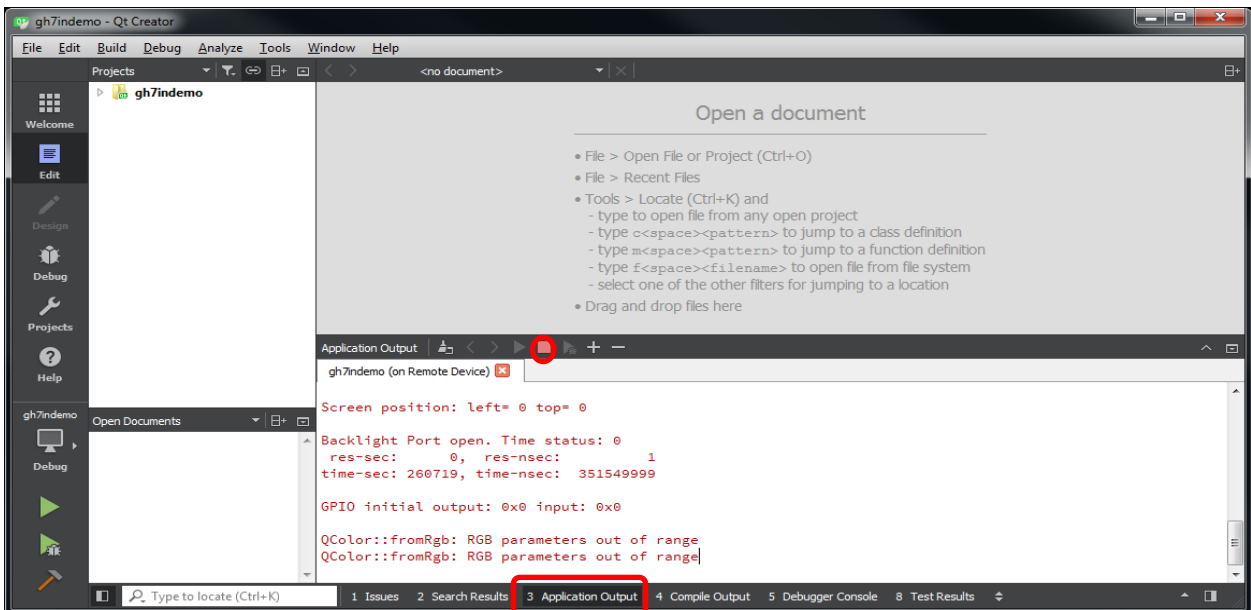 gh7indemo - Qt Creator
File Edit Build Debug Analyze Tools Window Help
Projects
<no document>
gh7indemo
Welcome
Edit
Design
Debug
Projects
Help
gh7indemo
Debug
Open a document
• File > Open File or Project (Ctrl+O)
• File > Recent Files
• Tools > Locate (Ctrl+K) and
- type to open file from any open project
- type c<space><pattern> to jump to a class definition
- type m<space><pattern> to jump to a function definition
- type f<space><filename> to open file from file system
- select one of the other filters for jumping to a location
• Drag and drop files here
Application Output
gh7indemo (on Remote Device)
Screen position: left= 0 top= 0
Backlight Port open. Time status: 0
res-sec: 0, res-nsec: 1
time-sec: 260719, time-nsec: 351549999
GPIO initial output: 0x0 input: 0x0
QColor::fromRgb: RGB parameters out of range
QColor::fromRgb: RGB parameters out of range
Open Documents
Type to locate (Ctrl+K)
1 Issues 2 Search Results 3 Application Output 4 Compile Output 5 Debugger Console 8 Test Results